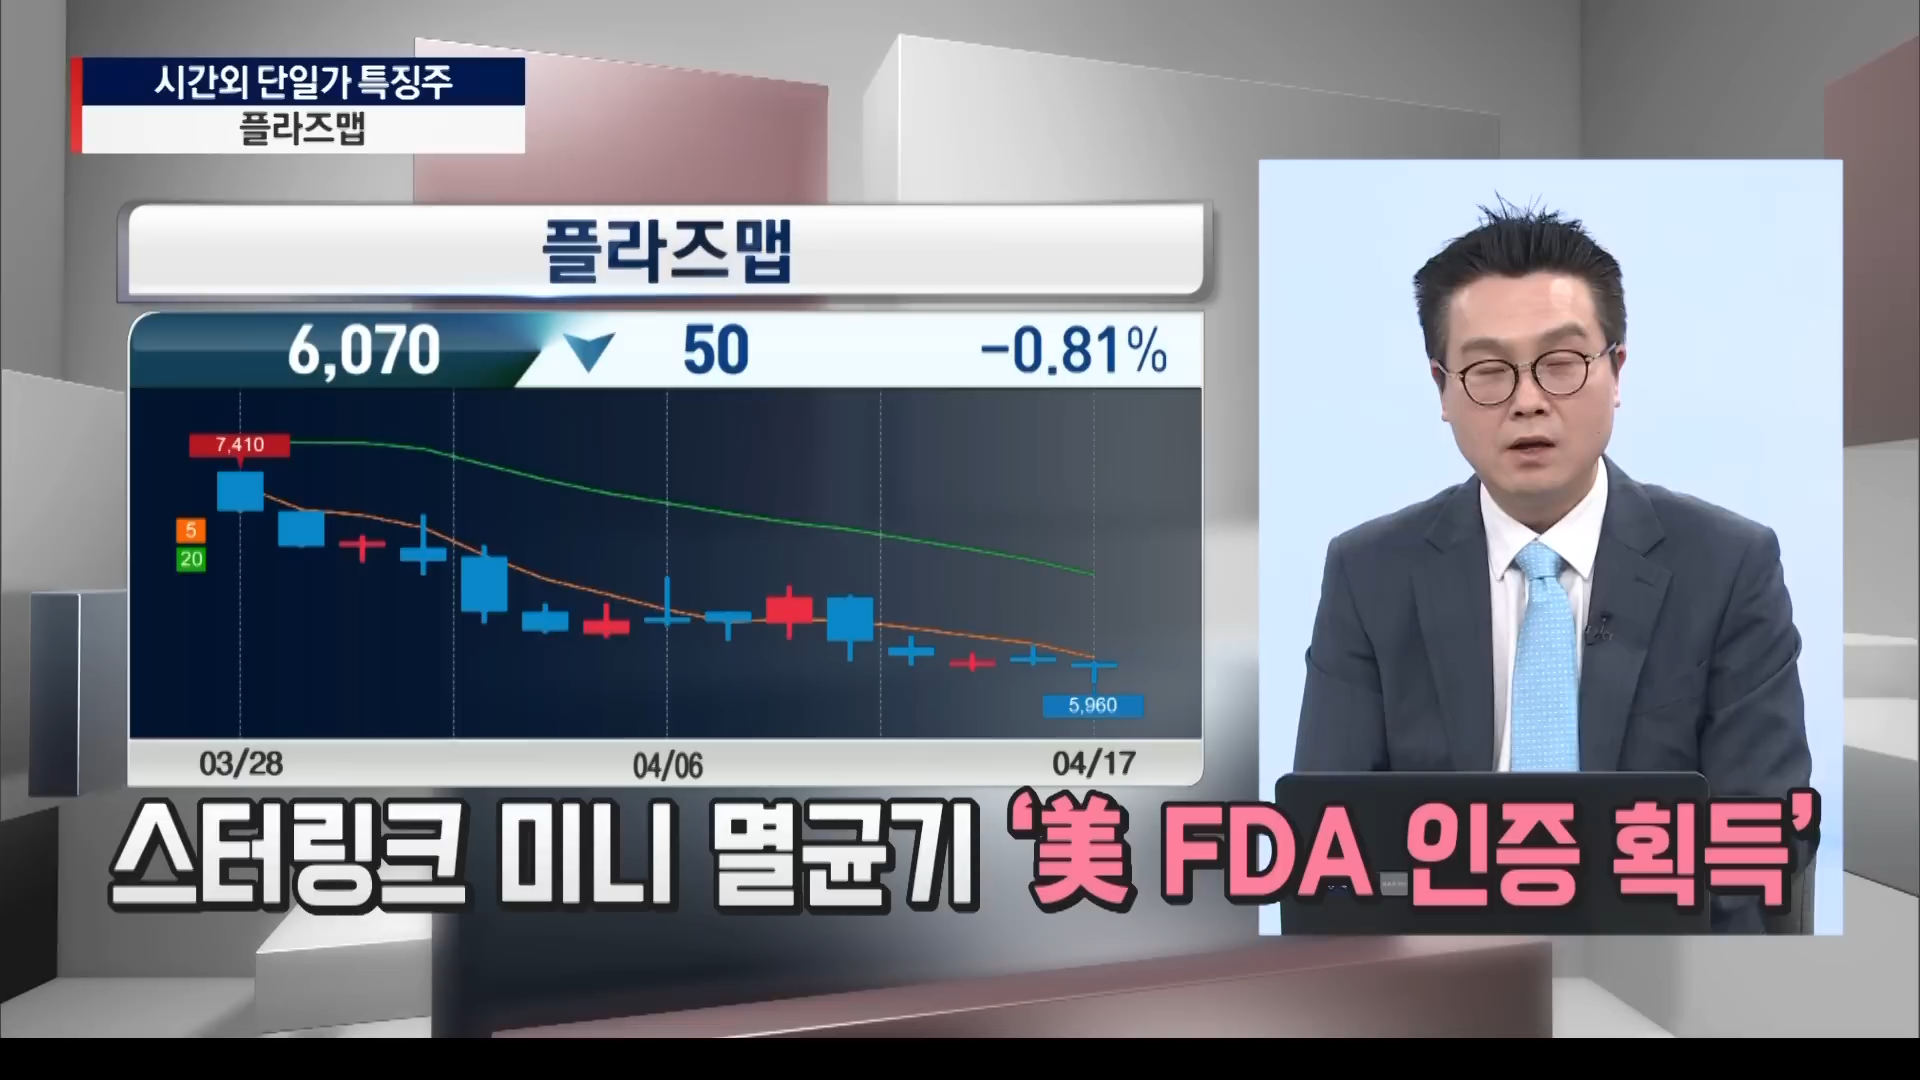 시간외 단일가 특징주
플라즈맵
플라즈맵
6,070 ▼ 50 -0.81%
7,410
5
20
5,960
03/28 04/06 04/17
스터링크 미니 멸균기 ‘美 FDA 인증 획득’